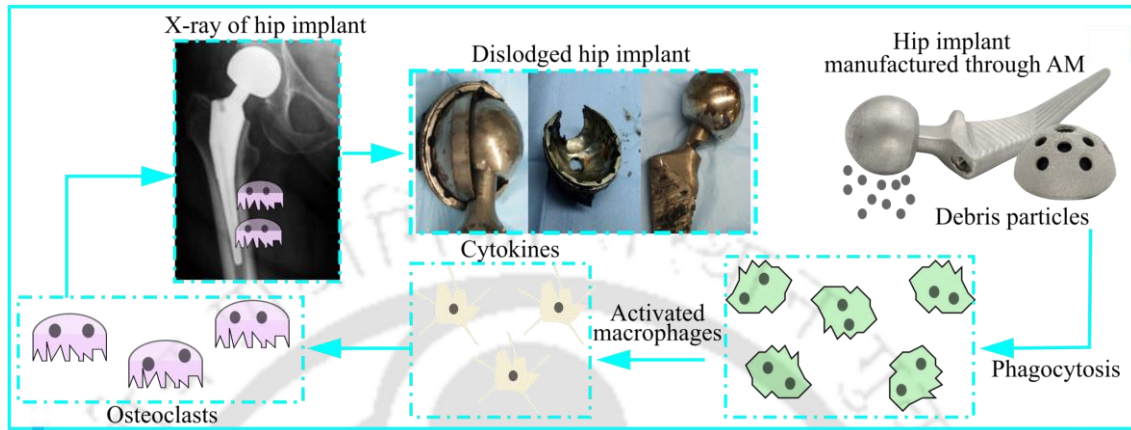 X-ray of hip implant
Dislodged hip implant
Hip implant
manufactured through AM
Debris particles
Cytokines
Activated
macrophages
Phagocytosis
Osteoclasts